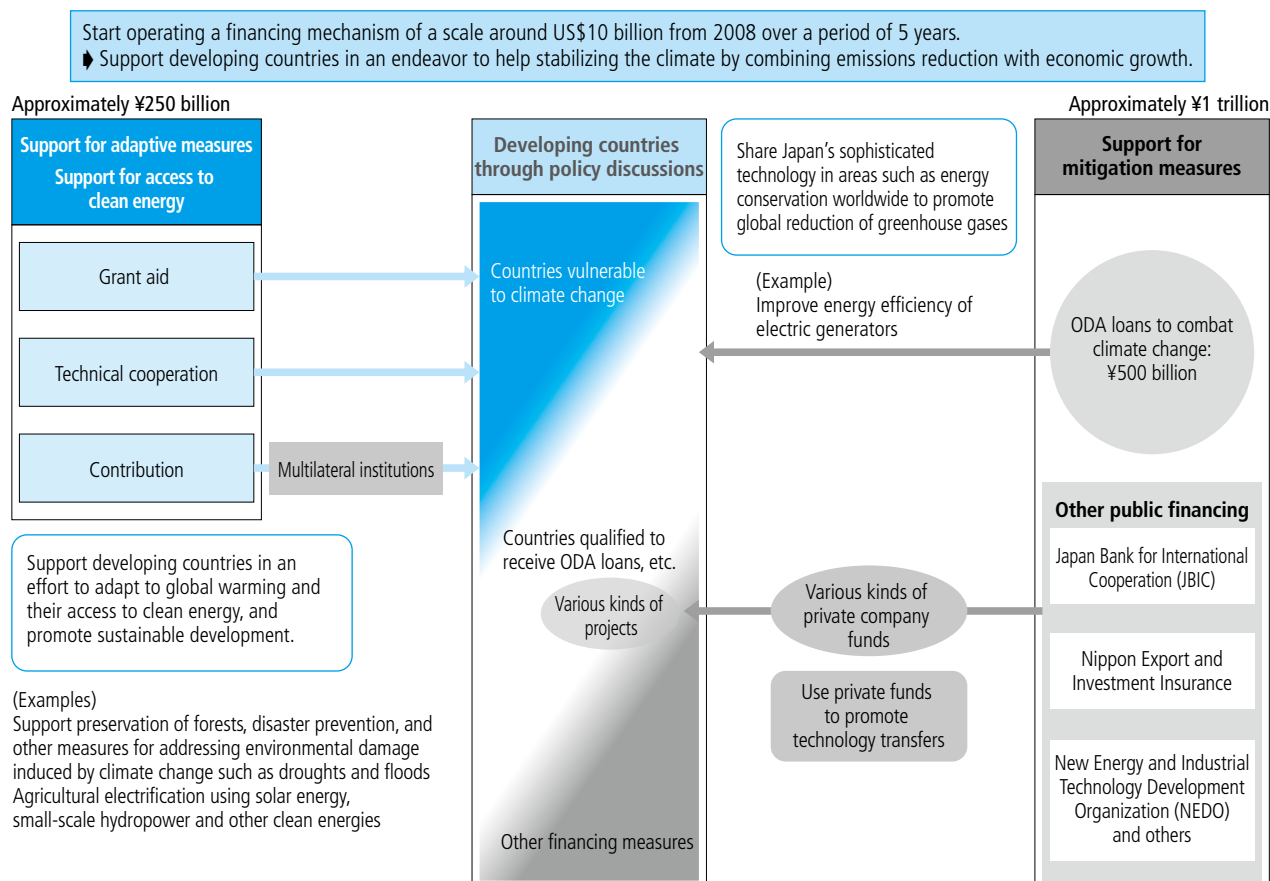 Start operating a financing mechanism of a scale around US$10 billion from 2008 over a period of 5 years.
➧ Support developing countries in an endeavor to help stabilizing the climate by combining emissions reduction with economic growth.
Approximately ¥250 billion
Support for adaptive measures
Support for access to
clean energy
Grant aid
Technical cooperation
Contribution
Multilateral institutions
Support developing countries in an
effort to adapt to global warming and
their access to clean energy, and
promote sustainable development.
(Examples)
Support preservation of forests, disaster prevention, and
other measures for addressing environmental damage
induced by climate change such as droughts and floods
Agricultural electrification using solar energy,
small-scale hydropower and other clean energies
Developing countries
through policy discussions
Countries vulnerable
to climate change
Countries qualified to
receive ODA loans, etc.
Various kinds of
projects
Other financing measures
Share Japan’s sophisticated
technology in areas such as energy
conservation worldwide to promote
global reduction of greenhouse gases
(Example)
Improve energy efficiency of
electric generators
Various kinds of
private company
funds
Use private funds
to promote
technology transfers
Approximately ¥1 trillion
Support for
mitigation measures
ODA loans to combat
climate change:
¥500 billion
Other public financing
Japan Bank for International
Cooperation (JBIC)
Nippon Export and
Investment Insurance
New Energy and Industrial
Technology Development
Organization (NEDO)
and others